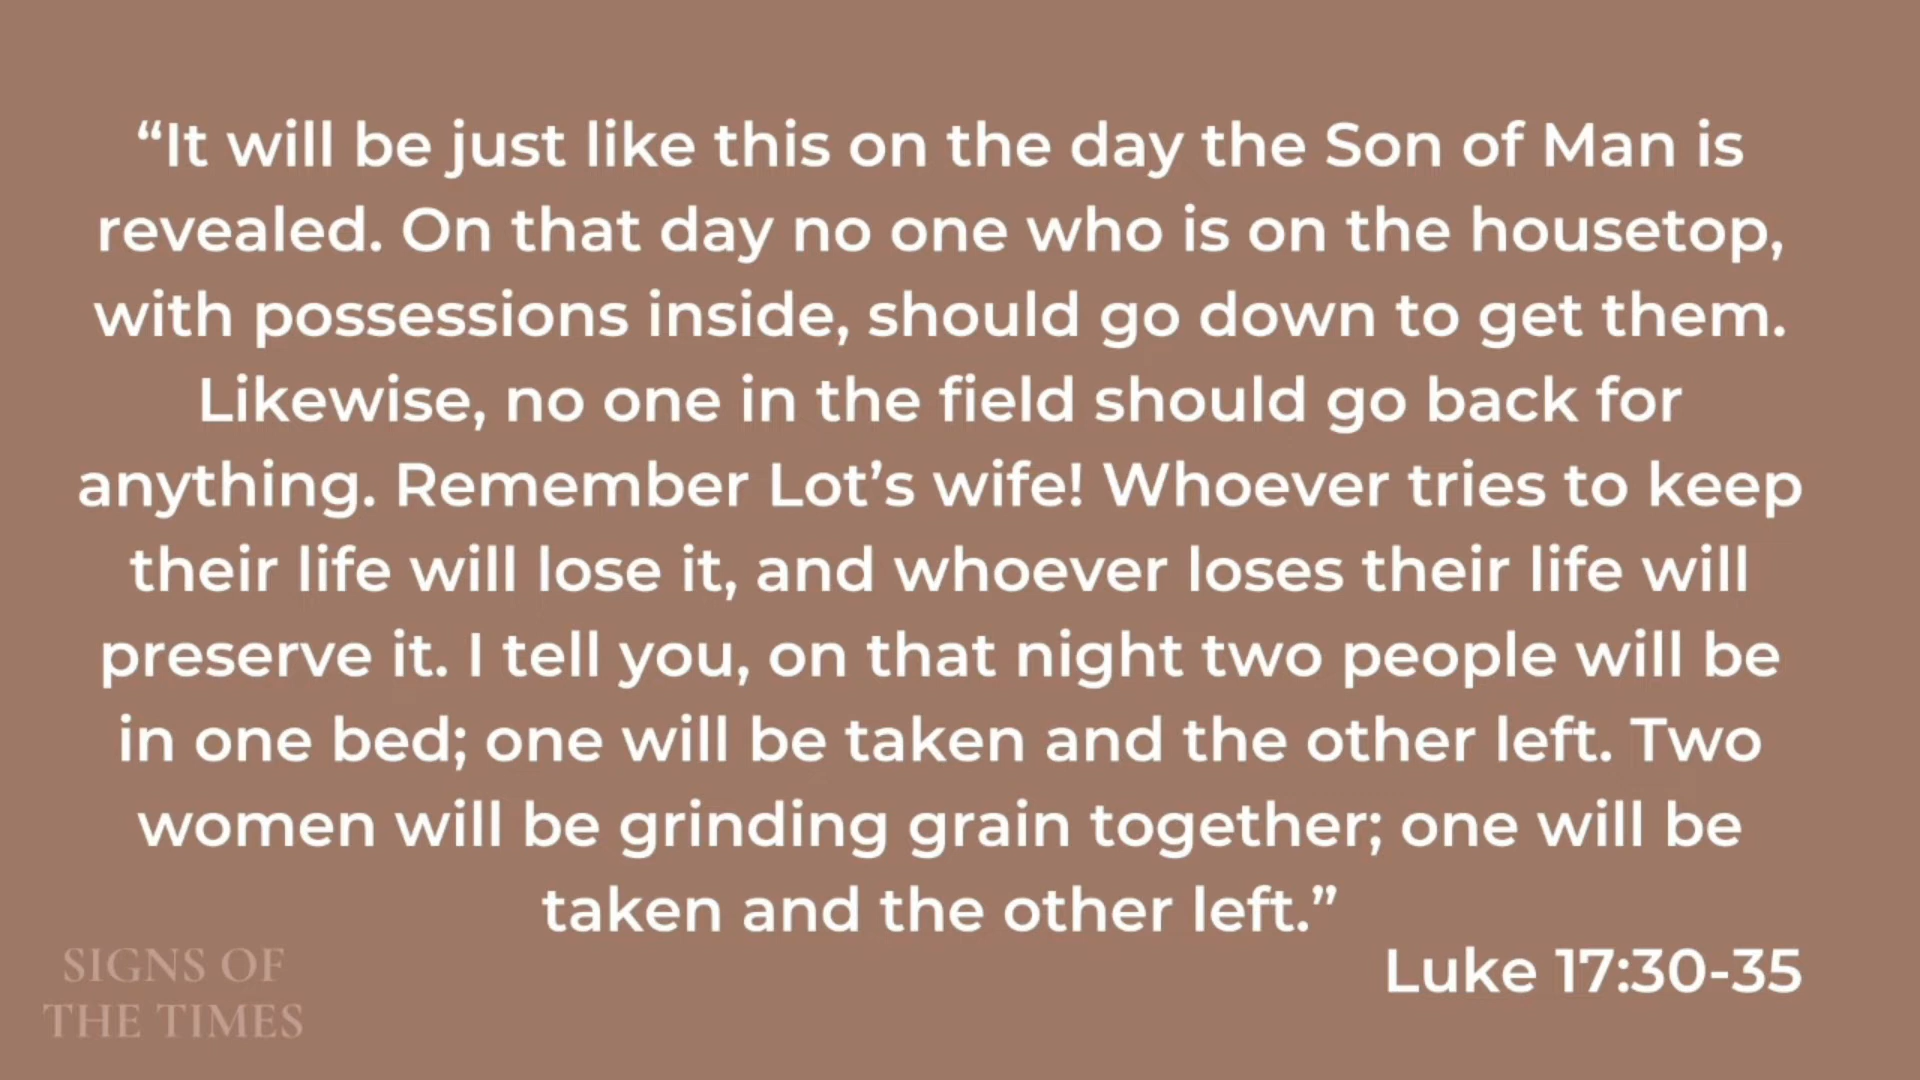 “It will be just like this on the day the Son of Man is
revealed. On that day no one who is on the housetop,
with possessions inside, should go down to get them.
Likewise, no one in the field should go back for
anything. Remember Lot’s wife! Whoever tries to keep
their life will lose it, and whoever loses their life will
preserve it. I tell you, on that night two people will be
in one bed; one will be taken and the other left. Two
women will be grinding grain together; one will be
taken and the other left.”
Luke 17:30-35
SIGNS OF
THE TIMES